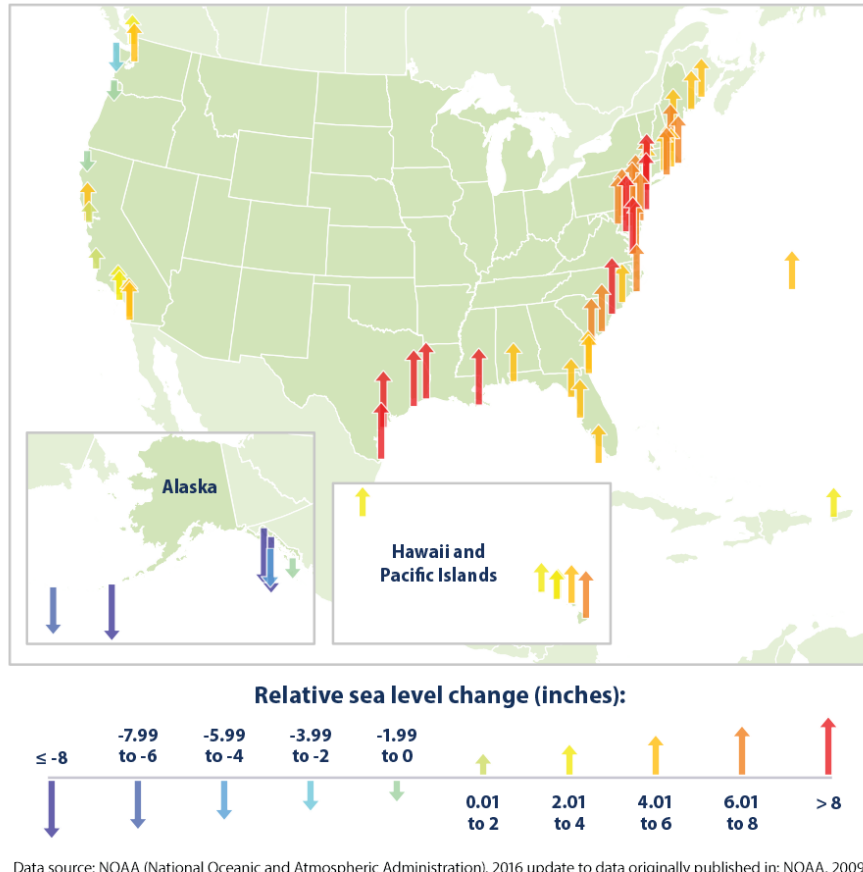 Alaska
Hawaii and
Pacific Islands
Relative sea level change (inches):
≤ -8
-7.99
to -6
-5.99
to -4
-3.99
to -2
-1.99
to 0
0.01
to 2
2.01
to 4
4.01
to 6
6.01
to 8
> 8
Data source: NOAA (National Oceanic and Atmospheric Administration). 2016 update to data originally published in: NOAA. 2009